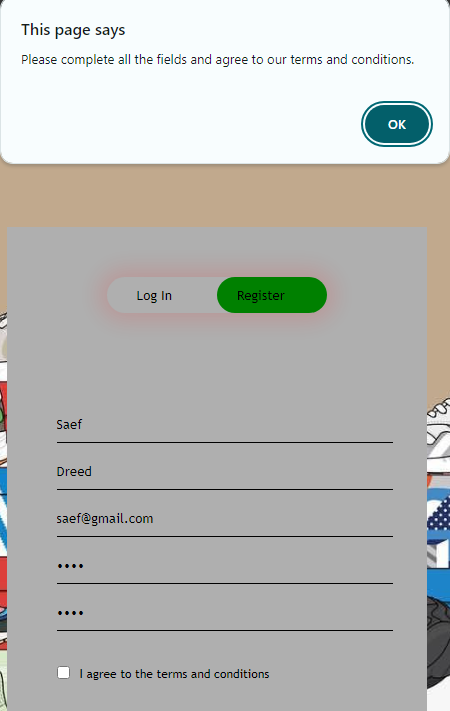 This page says
Please complete all the fields and agree to our terms and conditions.
OK
Log In
Register
Saef
Dreed
saef@gmail.com
••••
••••
I agree to the terms and conditions